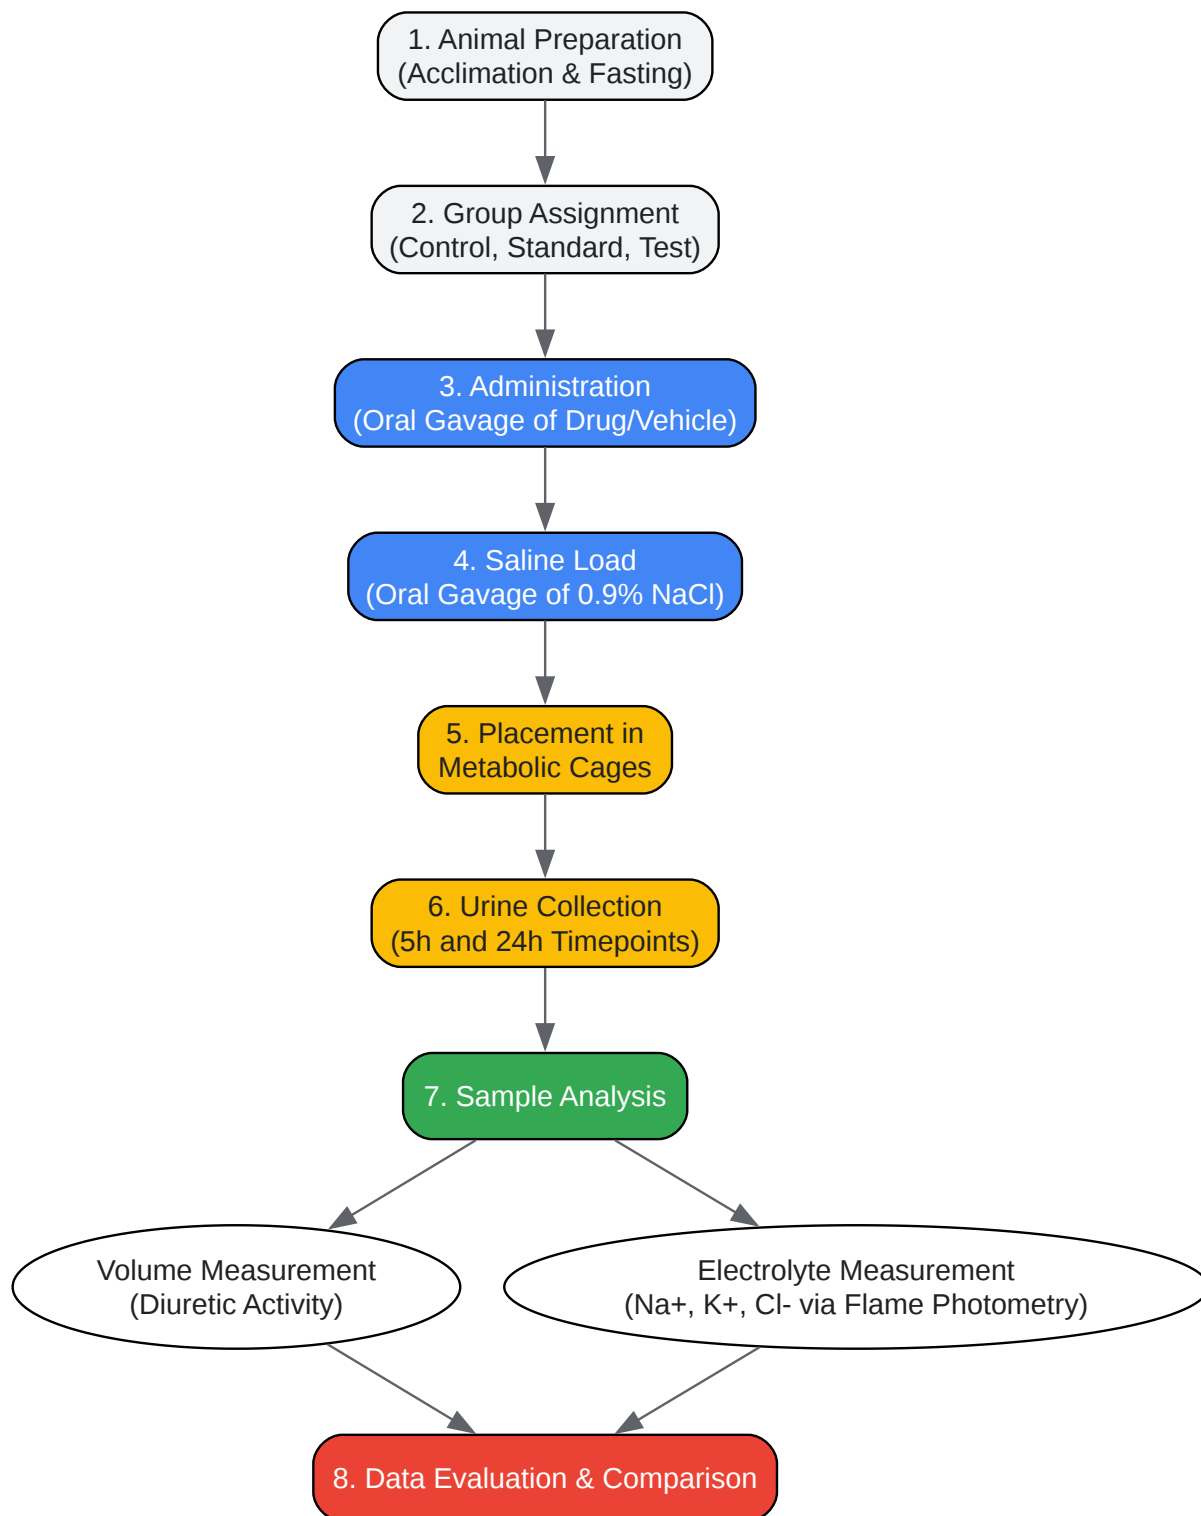 1. Animal Preparation
(Acclimation & Fasting)
2. Group Assignment
(Control, Standard, Test)
3. Administration
(Oral Gavage of Drug/Vehicle)
4. Saline Load
(Oral Gavage of 0.9% NaCl)
5. Placement in
Metabolic Cages
6. Urine Collection
(5h and 24h Timepoints)
7. Sample Analysis
Volume Measurement
(Diuretic Activity)
Electrolyte Measurement
(Na+, K+, Cl- via Flame Photometry)
8. Data Evaluation & Comparison